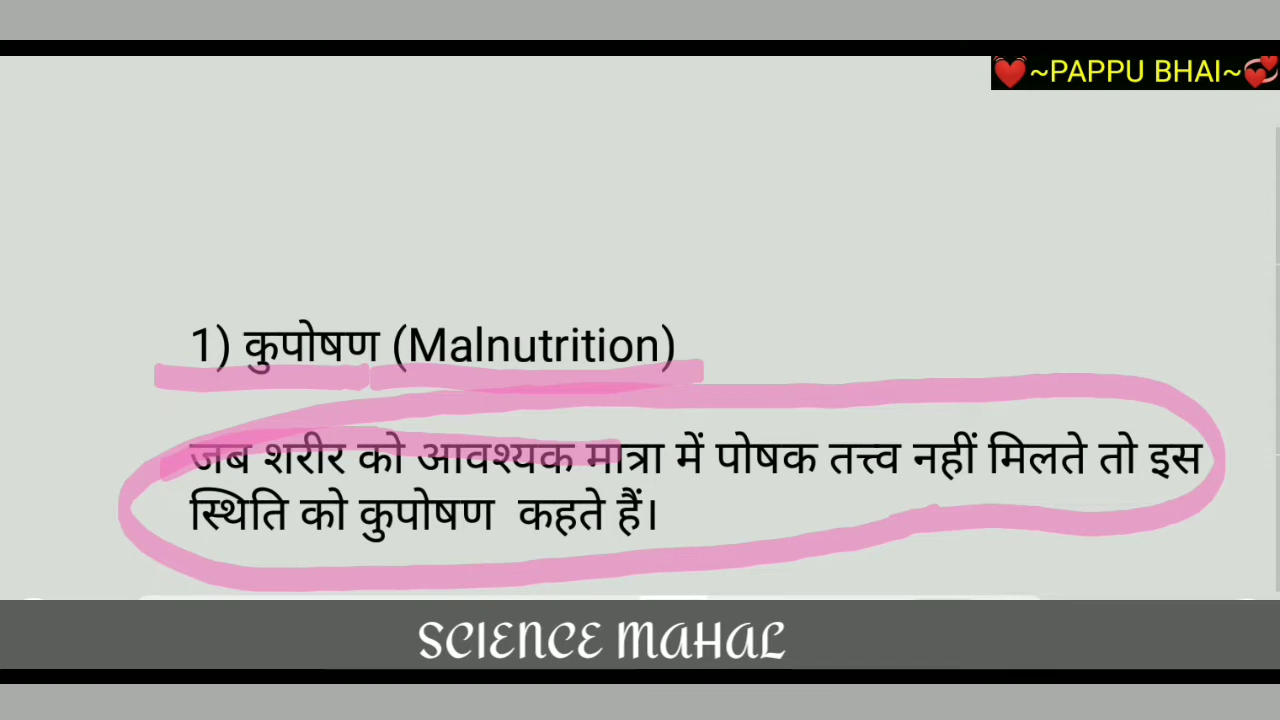 ❤️~PAPPU BHAI~💞
1) कुपोषण (Malnutrition)
जब शरीर को आवश्यक मात्रा में पोषक तत्त्व नहीं मिलते तो इस
स्थिति को कुपोषण  कहते हैं।
SCIENCE MAHAL